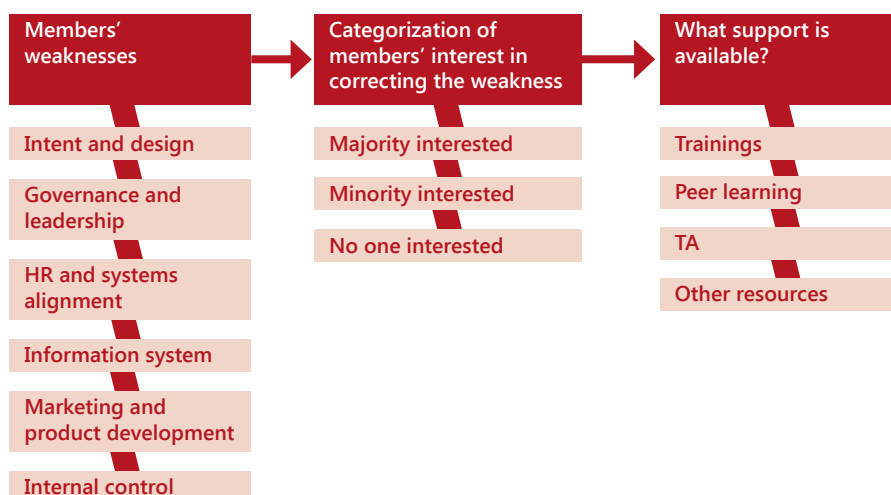 Members’
weaknesses
Intent and design
Governance and
leadership
HR and systems
alignment
Information system
Marketing and
product development
Internal control
Categorization of
members’ interest in
correcting the weakness
Majority interested
Minority interested
No one interested
What support is
available?
Trainings
Peer learning
TA
Other resources